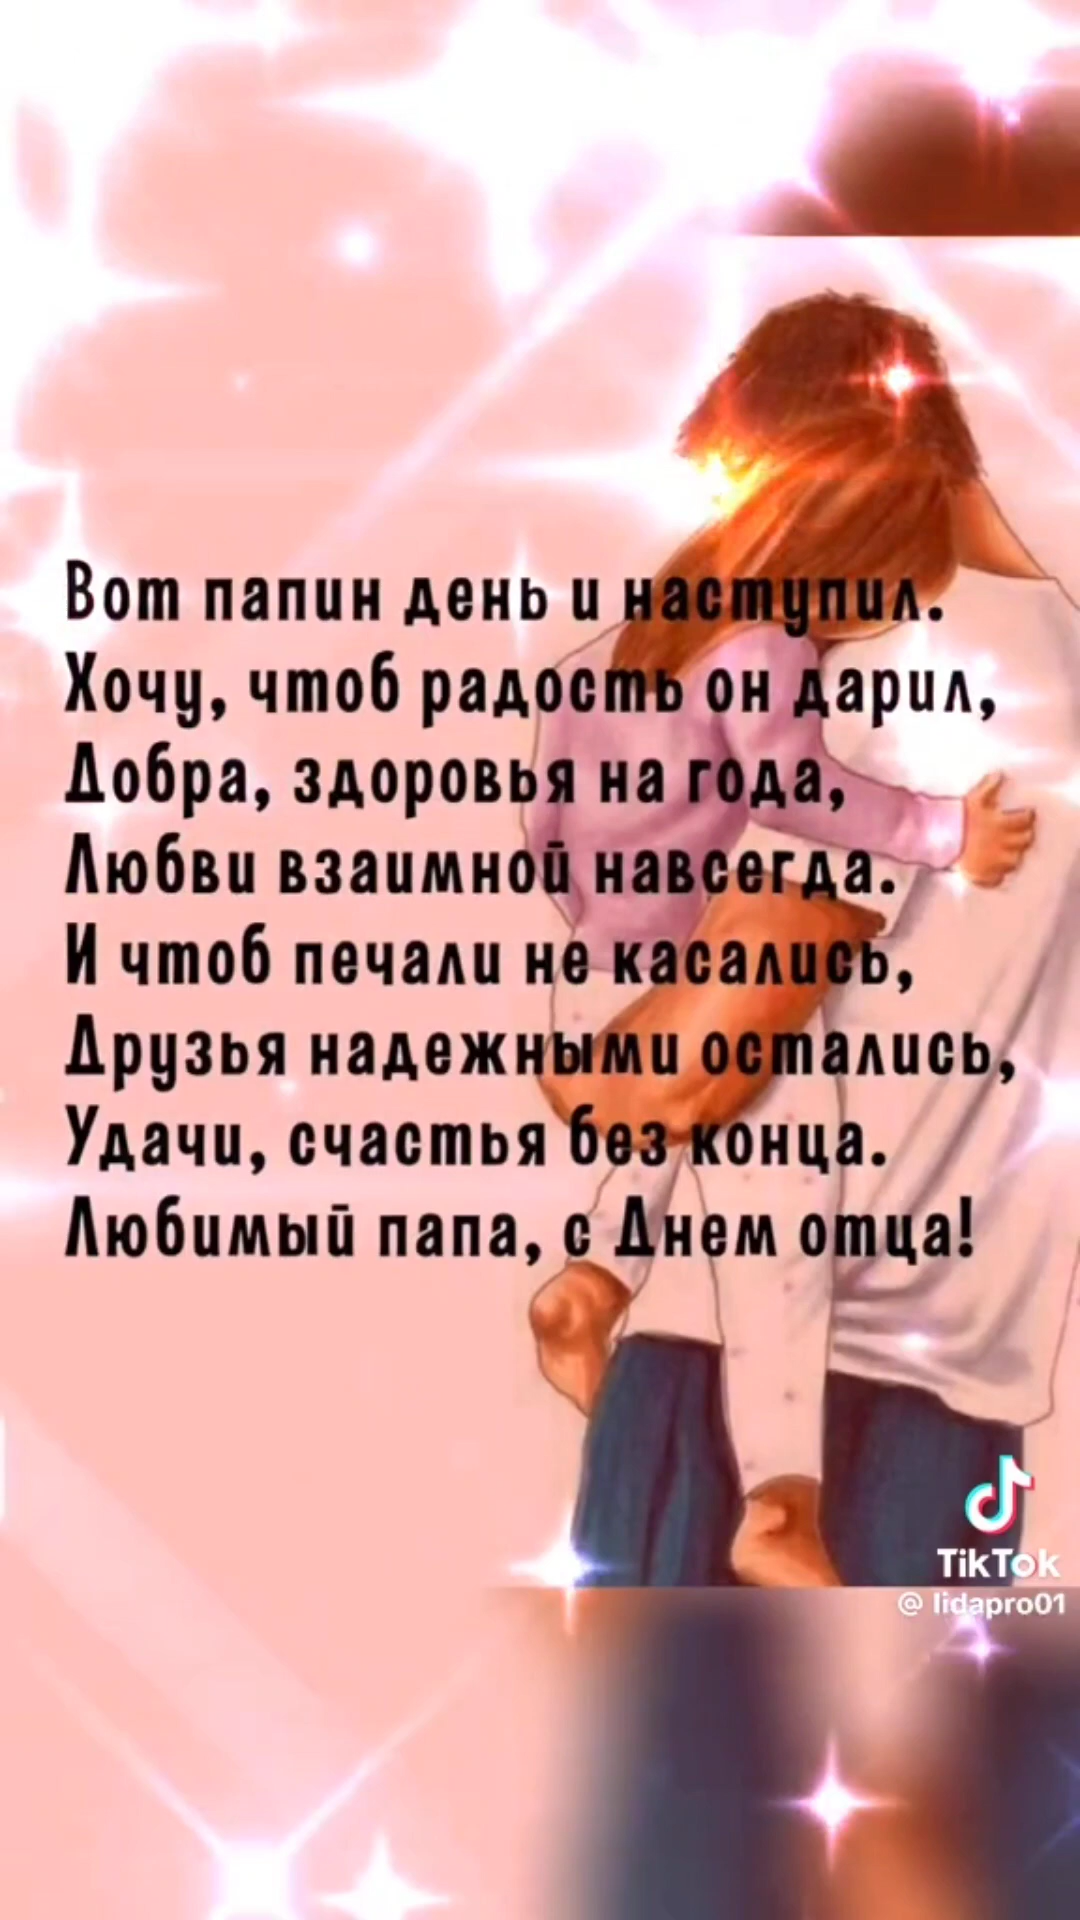 Вот папин день и наступил.
Хочу, чтоб радость он дарил,
Добра, здоровья на года,
Любви взаимной навсегда.
И чтоб печали не касались,
Друзья надежными остались,
Удачи, счастья без конца.
Любимый папа, с Днем отца!
TikTok
@ lidapro01